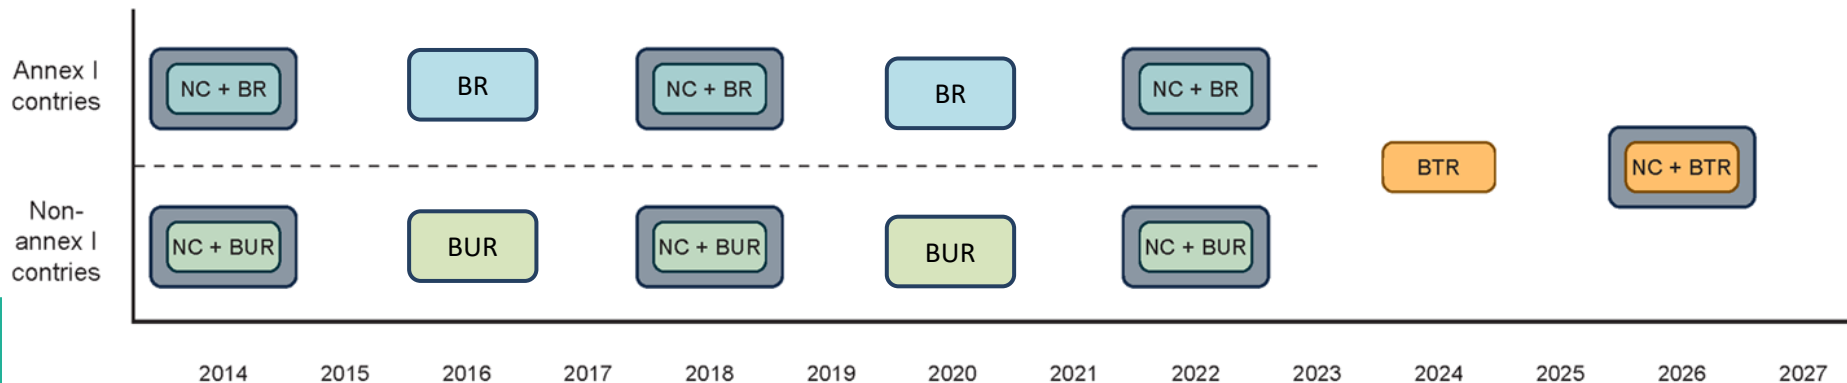 Annex I
contries
NC + BR
BR
NC + BR
BR
NC + BR
BTR
NC + BTR
Non-
annex I
contries
NC + BUR
BUR
NC + BUR
BUR
NC + BUR
2014 2015 2016 2017 2018 2019 2020 2021 2022 2023 2024 2025 2026 2027